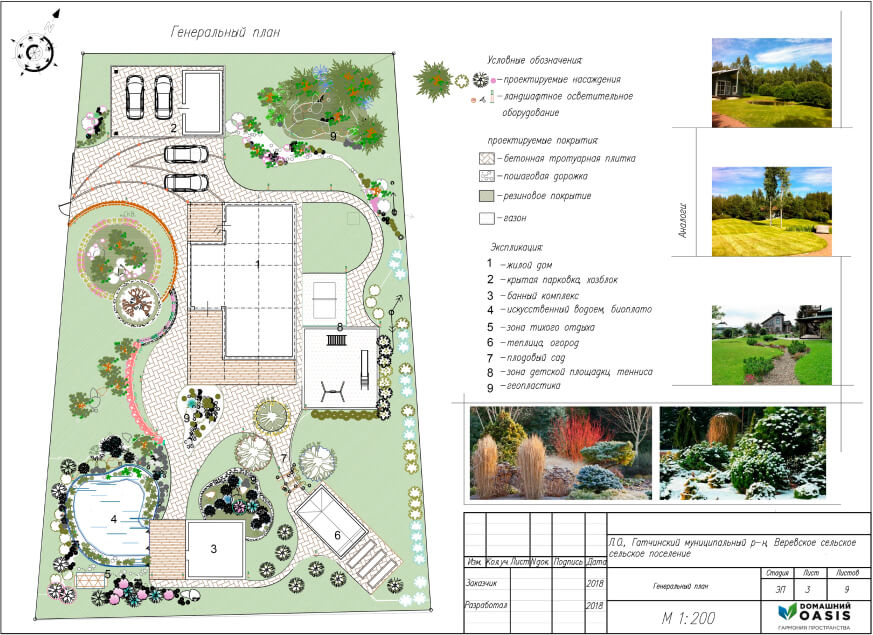 Генеральный план
С
2
9
1
8
9
7
4
3
6
5
Условные обозначения:
– проектируемые насаждения
– ландшафтное осветительное
оборудование
проектируемые покрытия:
– бетонная тротуарная плитка
– пошаговая дорожка
– резиновое покрытие
– газон
Экспликация:
1 – жилой дом
2 – крытая парковка, хозблок
3 – банный комплекс
4 – искусственный водоем, биоплато
5 – зона тихого отдыха
6 – теплица, огород
7 – плодовый сад
8 – зона детской площадки, тенниса
9 – геопластика
Аналоги:
Л.О., Гатчинский муниципальный р-н, Веревское сельское
сельское поселение
Изм. Кол.уч. Лист N док. Подпись Дата
Заказчик 2018
Разработал 2018
Генеральный план
Стадия Лист Листов
ЭП 3 9
М 1:200
DОМАШНИЙ
OASIS
ГАРМОНИЯ ПРОСТРАНСТВА